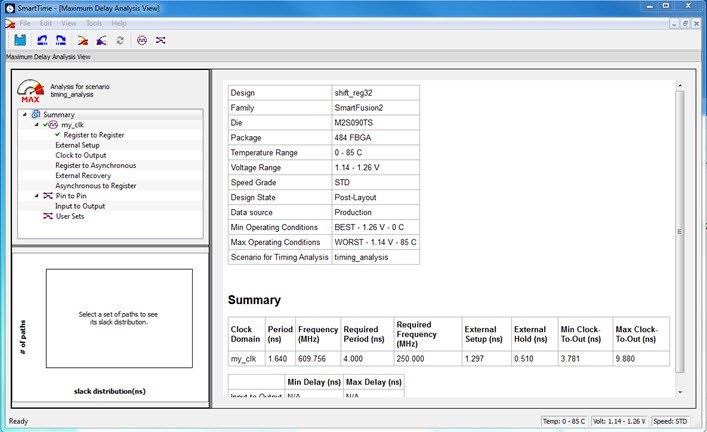 SmartTime - [Maximum Delay Analysis View]
File Edit View Tools Help
Maximum Delay Analysis View
MAX
Analysis for scenario
timing_analysis
Summary
my_clk
Register to Register
External Setup
Clock to Output
Register to Asynchronous
External Recovery
Asynchronous to Register
Pin to Pin
Input to Output
User Sets
Select a set of paths to see
its slack distribution.
# of paths
slack distribution(ns)
Design shift_reg32
Family SmartFusion2
Die M2S090TS
Package 484 FBGA
Temperature Range 0 - 85 C
Voltage Range 1.14 - 1.26 V
Speed Grade STD
Design State Post-Layout
Data source Production
Min Operating Conditions BEST - 1.26 V - 0 C
Max Operating Conditions WORST - 1.14 V - 85 C
Scenario for Timing Analysis timing_analysis
Summary
Clock Domain Period (ns) Frequency (MHz) Required Period (ns) Required Frequency (MHz) External Setup (ns) External Hold (ns) Min Clock-To-Out (ns) Max Clock-To-Out (ns)
my_clk 1.640 609.756 4.000 250.000 1.297 0.510 3.781 9.880
Min Delay (ns) Max Delay (ns)
Input to Output N/A N/A
Ready
Temp: 0 - 85 C Volt: 1.14 - 1.26 V Speed: STD